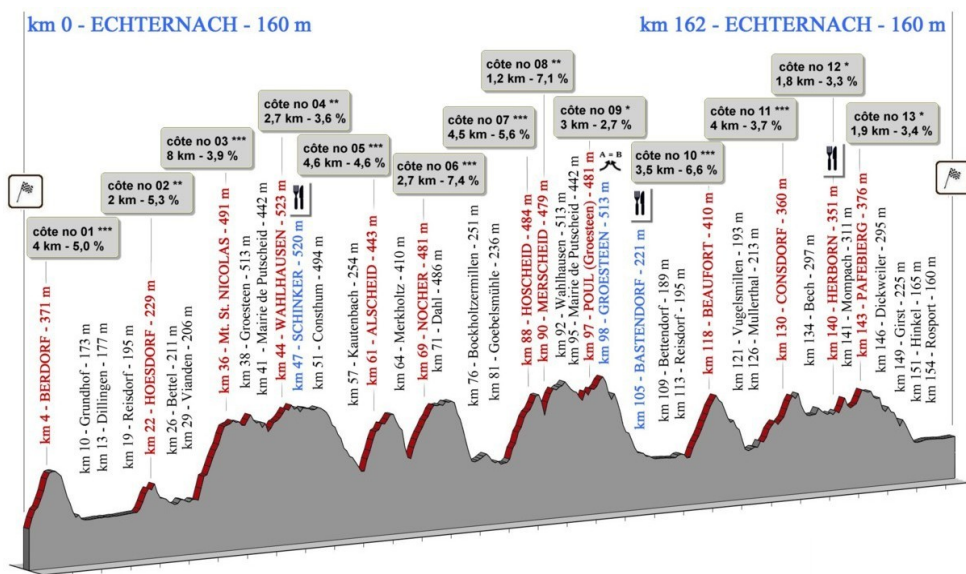 km 0 - ECHTERNACH - 160 m
km 162 - ECHTERNACH - 160 m
côte no 01 ***
4 km - 5,0 %
côte no 02 **
2 km - 5,3 %
côte no 03 ***
8 km - 3,9 %
côte no 04 **
2,7 km - 3,6 %
côte no 05 ***
4,6 km - 4,6 %
côte no 06 ***
2,7 km - 7,4 %
côte no 07 ***
4,5 km - 5,6 %
côte no 08 **
1,2 km - 7,1 %
côte no 09 *
3 km - 2,7 %
côte no 10 ***
3,5 km - 6,6 %
côte no 11 ***
4 km - 3,7 %
côte no 12 *
1,8 km - 3,3 %
côte no 13 *
1,9 km - 3,4 %
A = B
km 4 - BERDORF - 371 m
km 10 - Grundhof - 173 m
km 13 - Dillingen - 177 m
km 19 - Reisdorf - 195 m
km 22 - HOESDORF - 229 m
km 26 - Bettel - 211 m
km 29 - Vianden - 206 m
km 36 - Mt. St. NICOLAS - 491 m
km 38 - Groesteen - 513 m
km 41 - Mairie de Putscheid - 442 m
km 44 - WAHLHAUSEN - 523 m
km 47 - SCHINKER - 520 m
km 51 - Consthum - 494 m
km 57 - Kautenbach - 254 m
km 61 - ALSCHEID - 443 m
km 64 - Merkholtz - 410 m
km 69 - NOCHER - 481 m
km 71 - Dahl - 486 m
km 76 - Bockholtzermillen - 251 m
km 81 - Goebelsmühle - 236 m
km 88 - HOSCHEID - 484 m
km 90 - MERSCHEID - 479 m
km 92 - Wahlhausen - 513 m
km 95 - Mairie de Putscheid - 442 m
km 97 - POUL (Groesteen) - 481 m
km 98 - GROESTEEN - 513 m
km 105 - BASTENDORF - 221 m
km 109 - Bettendorf - 189 m
km 113 - Reisdorf - 195 m
km 118 - BEAUFORT - 410 m
km 121 - Vugelsmillen - 193 m
km 126 - Mullerthal - 213 m
km 130 - CONSDORF - 360 m
km 134 - Bech - 297 m
km 140 - HERBORN - 351 m
km 141 - Mompach - 311 m
km 143 - PAFEBIERG - 376 m
km 146 - Dickweiler - 295 m
km 149 - Girst - 225 m
km 151 - Hinkel - 165 m
km 154 - Rosport - 160 m